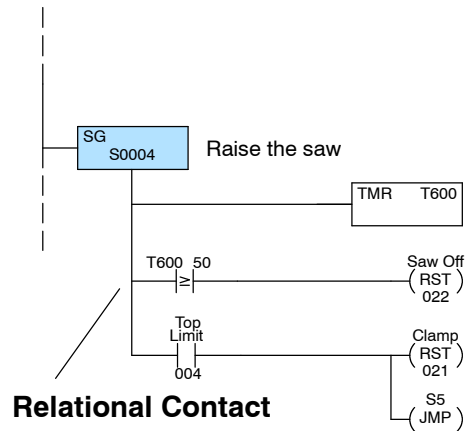 SG
S0004
Raise the saw
TMR T600
T600 50
≥
Saw Off
RST
022
Top
Limit
004
Clamp
RST
021
S5
JMP
Relational Contact